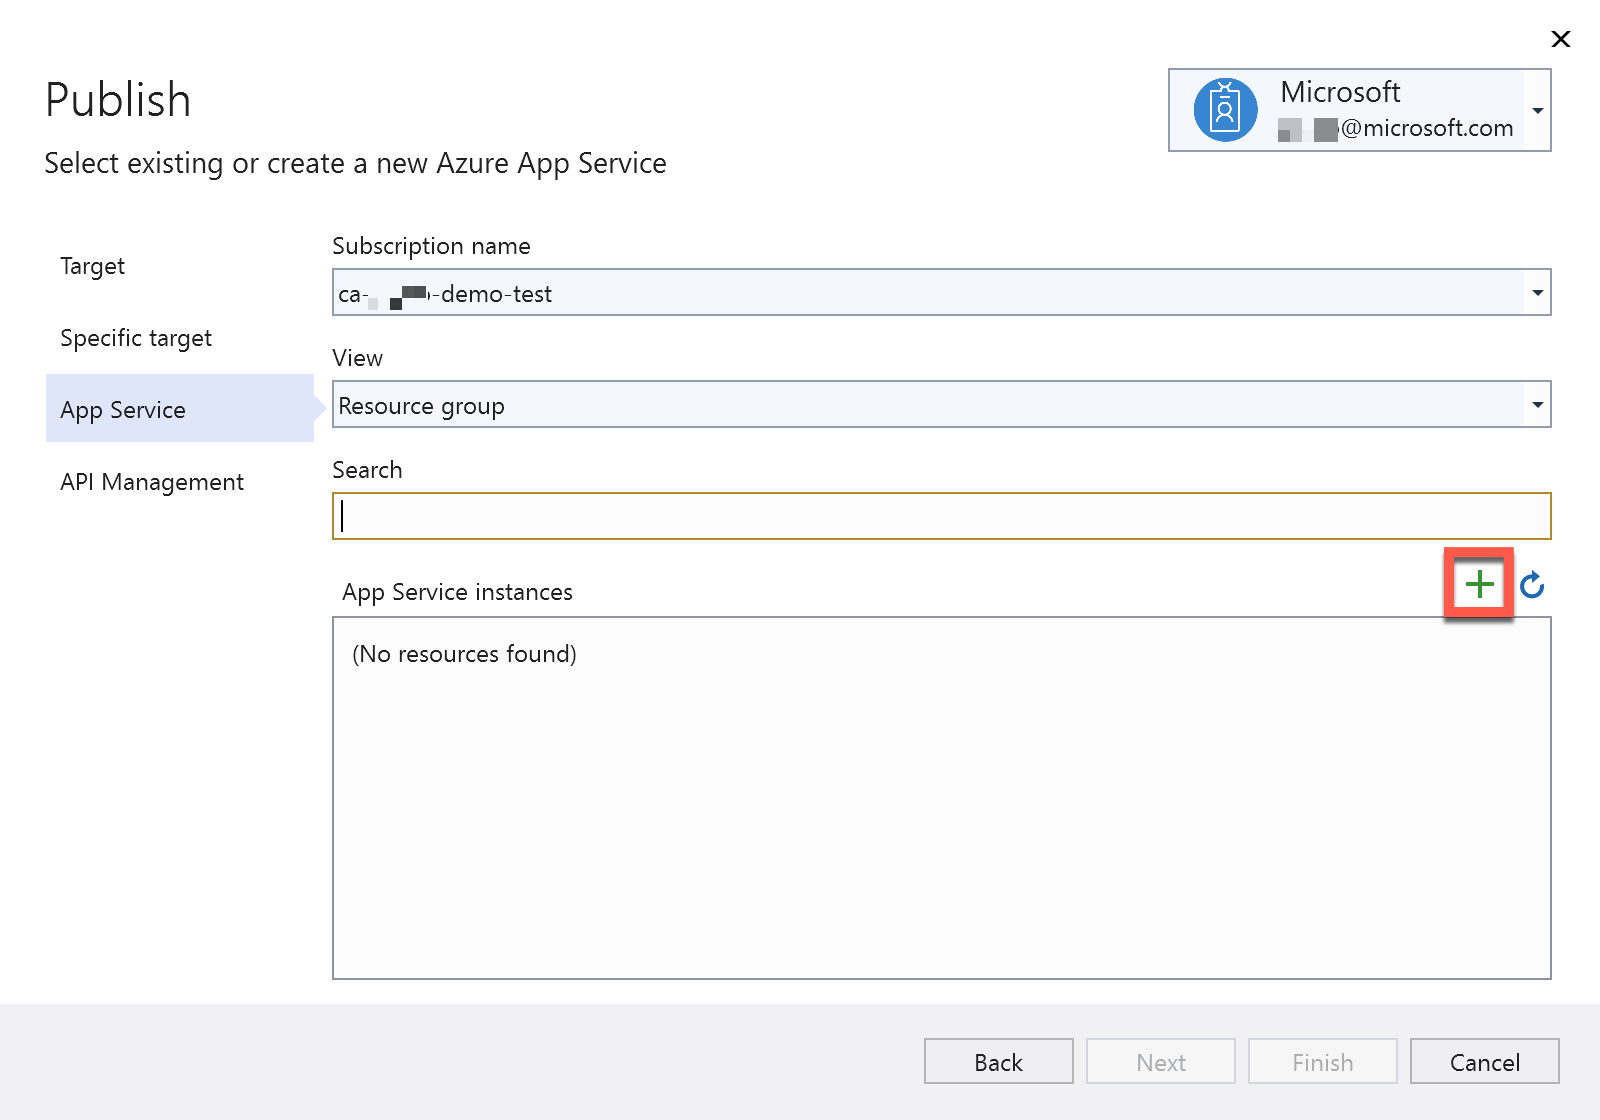 Publish
Select existing or create a new Azure App Service
Microsoft
@microsoft.com
Target
Specific target
App Service
API Management
Subscription name
ca- -demo-test
View
Resource group
Search
App Service instances
(No resources found)
Back
Next
Finish
Cancel